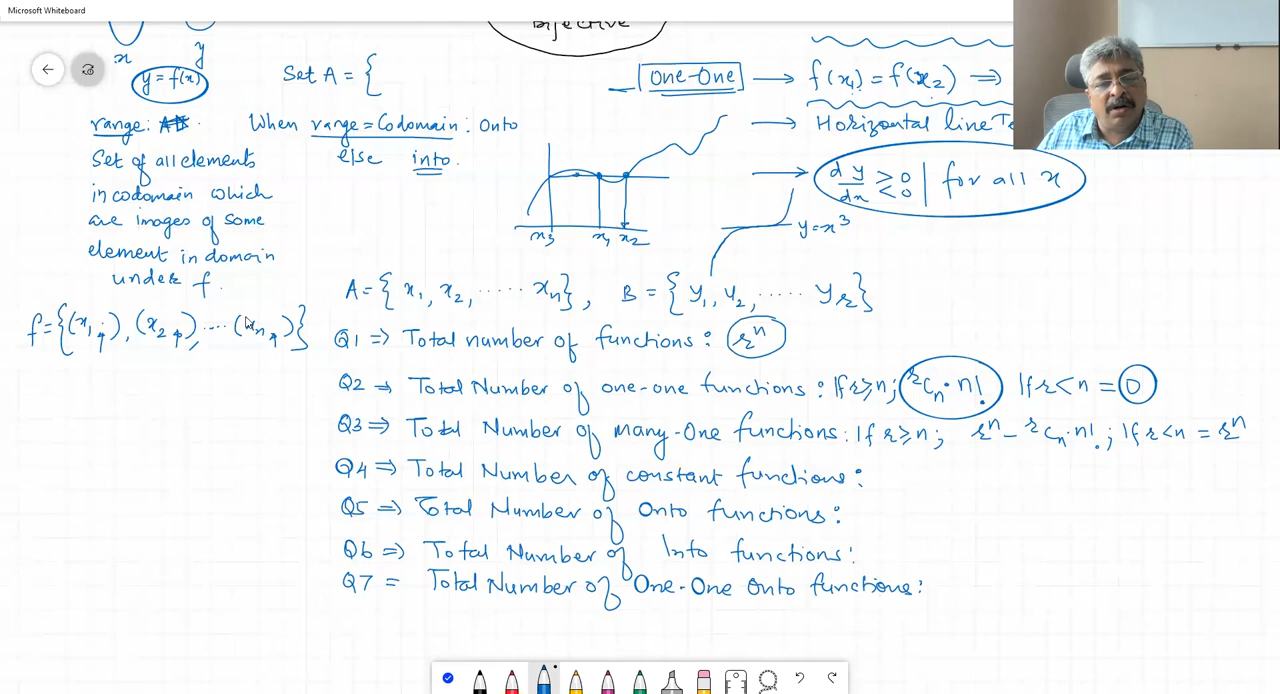 Microsoft Whiteboard
Bijective
x y
y = f(x)
Set A = {
One-One → f(x₁) = f(x₂) ⇒
range: When range = Codomain : Onto
→ Horizontal line Te
Set of all elements
else into.
in codomain which
→ dy/dx ≥ 0 < 0 | for all x
are images of some
y = x³
element in domain
x₃ x₁ x₂
under f.
A = { x₁, x₂, ...... xₙ }, B = { y₁, y₂, ...... yᵣ }
f = {(x₁, ), (x₂, ), .... (xₙ, )}
Q1 ⇒ Total number of functions : rⁿ
Q2 ⇒ Total Number of one-one functions : If r ≥ n; ʳCₙ · n! If r < n = 0
Q3 ⇒ Total Number of Many-One functions : If r ≥ n; rⁿ - ʳCₙ · n! ; If r < n = rⁿ
Q4 ⇒ Total Number of constant functions :
Q5 ⇒ Total Number of Onto functions :
Q6 ⇒ Total Number of Into functions :
Q7 = Total Number of One-One Onto functions :